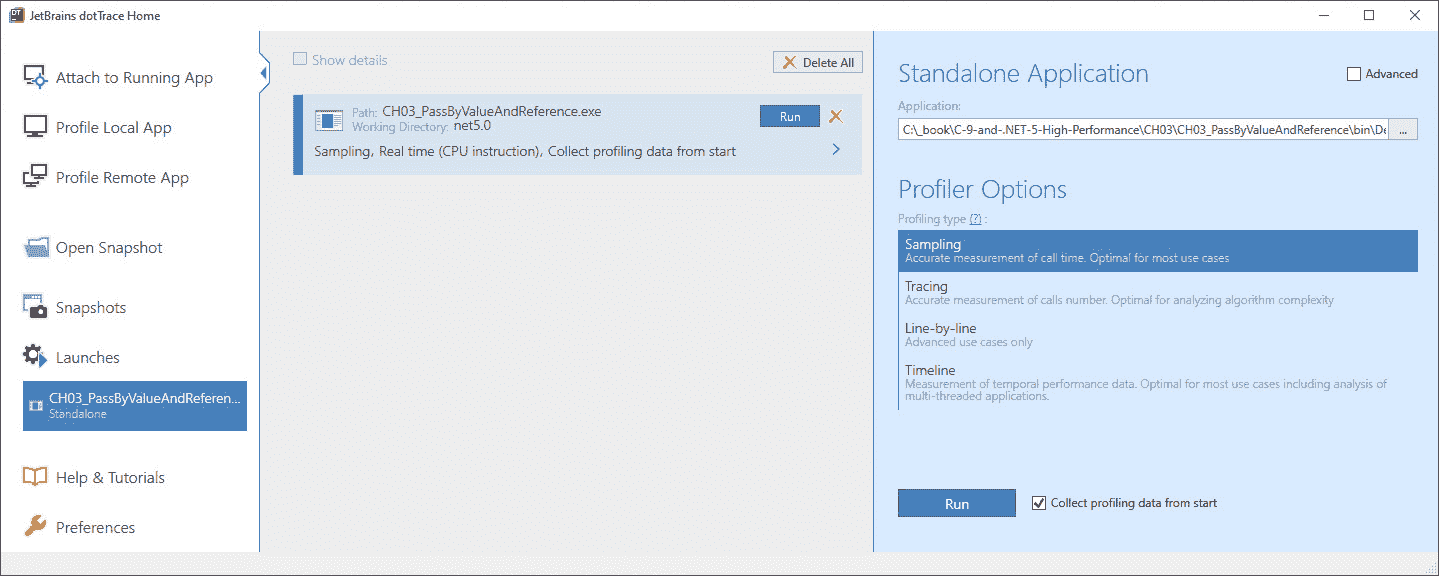 JetBrains dotTrace Home
Attach to Running App
Profile Local App
Profile Remote App
Open Snapshot
Snapshots
Launches
CH03_PassByValueAndReferen...
Standalone
Help & Tutorials
Preferences
Show details
Delete All
Path: CH03_PassByValueAndReference.exe
Working Directory: net5.0
Run
Sampling, Real time (CPU instruction), Collect profiling data from start
Standalone Application
Advanced
Application:
C:\_book\C-9-and-.NET-5-High-Performance\CH03\CH03_PassByValueAndReference\bin\De
...
Profiler Options
Profiling type (?) :
Sampling
Accurate measurement of call time. Optimal for most use cases
Tracing
Accurate measurement of calls number. Optimal for analyzing algorithm complexity
Line-by-line
Advanced use cases only
Timeline
Measurement of temporal performance data. Optimal for most use cases including analysis of
multi-threaded applications.
Run
Collect profiling data from start